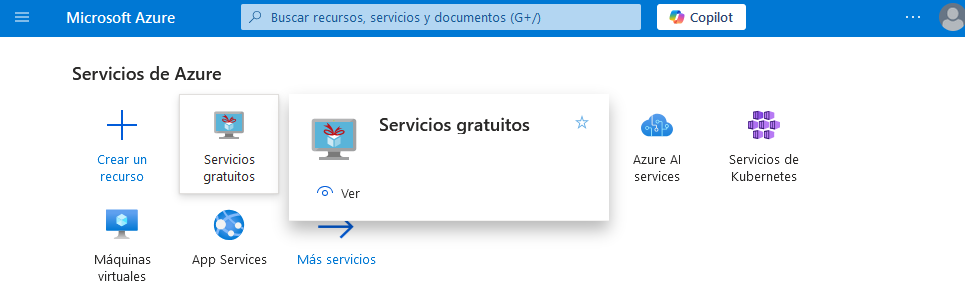 Microsoft Azure
Buscar recursos, servicios y documentos (G+/)
Copilot
Servicios de Azure
Crear un
recurso
Servicios
gratuitos
Servicios gratuitos
Ver
Azure AI
services
Servicios de
Kubernetes
Máquinas
virtuales
App Services
Más servicios